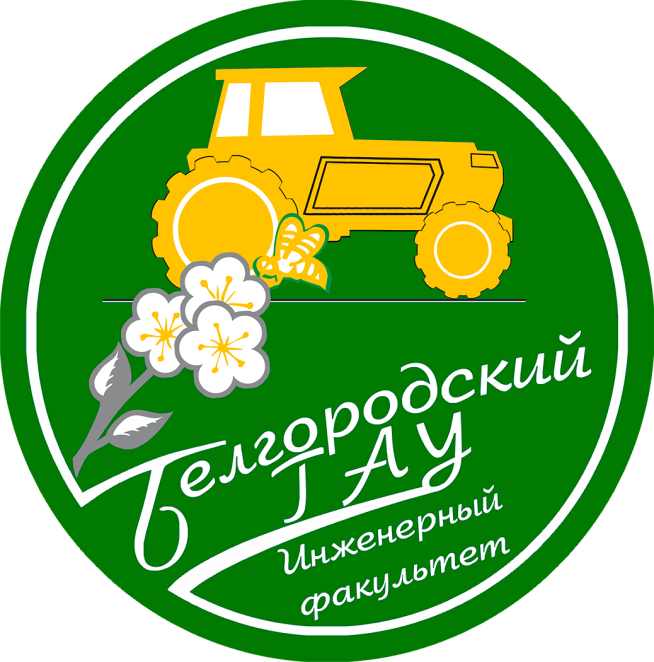 Белгородский
ГАУ
Инженерный
факультет